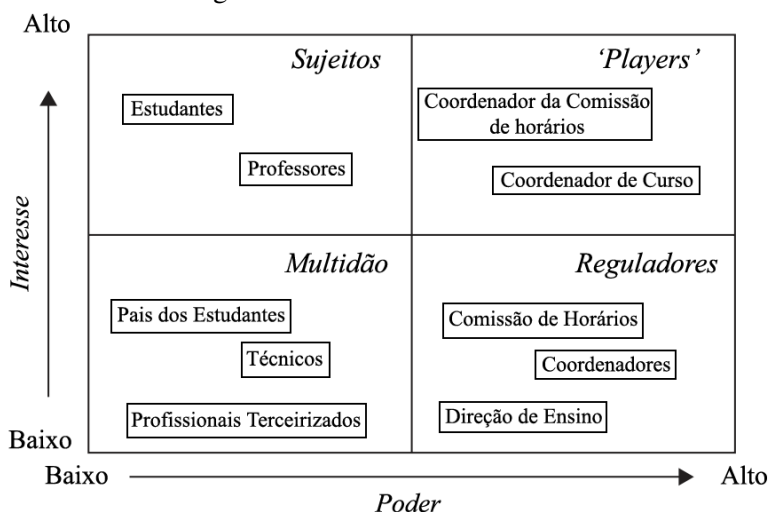 Alto
Sujeitos
‘Players’
Estudantes
Professores
Coordenador da Comissão
de horários
Coordenador de Curso
Interesse
Multidão
Reguladores
Pais dos Estudantes
Técnicos
Profissionais Terceirizados
Comissão de Horários
Coordenadores
Direção de Ensino
Baixo
Baixo
Alto
Poder